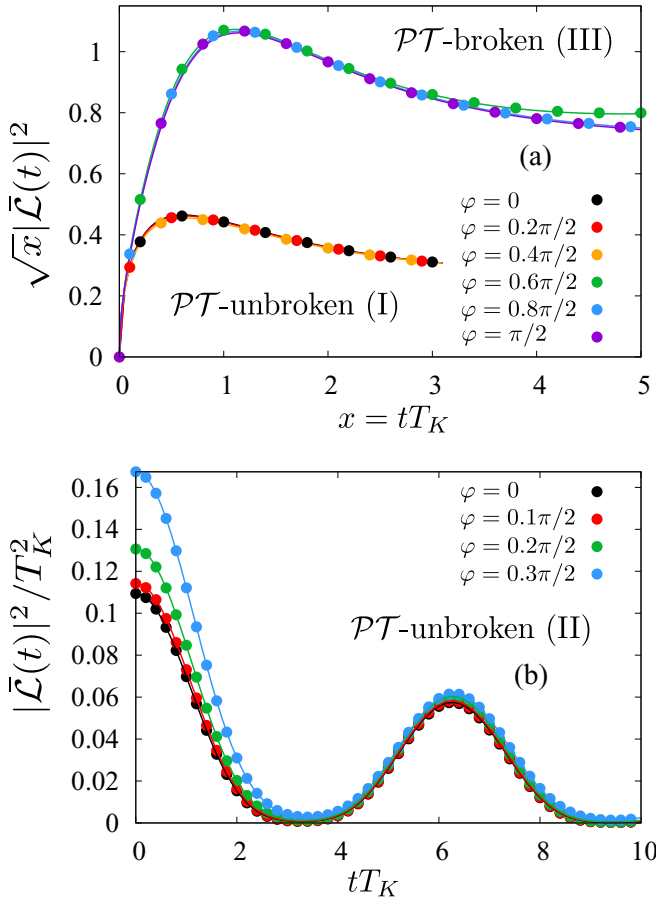 √x|ℒ̄(t)|²
1
0.8
0.6
0.4
0.2
0
𝒫𝒯-broken (III)
(a)
φ = 0
φ = 0.2π/2
φ = 0.4π/2
φ = 0.6π/2
φ = 0.8π/2
φ = π/2
𝒫𝒯-unbroken (I)
0 1 2 3 4 5
x = tT_K
|ℒ̄(t)|²/T_K²
0.16
0.14
0.12
0.1
0.08
0.06
0.04
0.02
0
φ = 0
φ = 0.1π/2
φ = 0.2π/2
φ = 0.3π/2
𝒫𝒯-unbroken (II)
(b)
0 2 4 6 8 10
tT_K